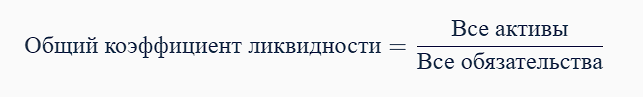 Общий коэффициент ликвидности = Все активы
Все обязательства